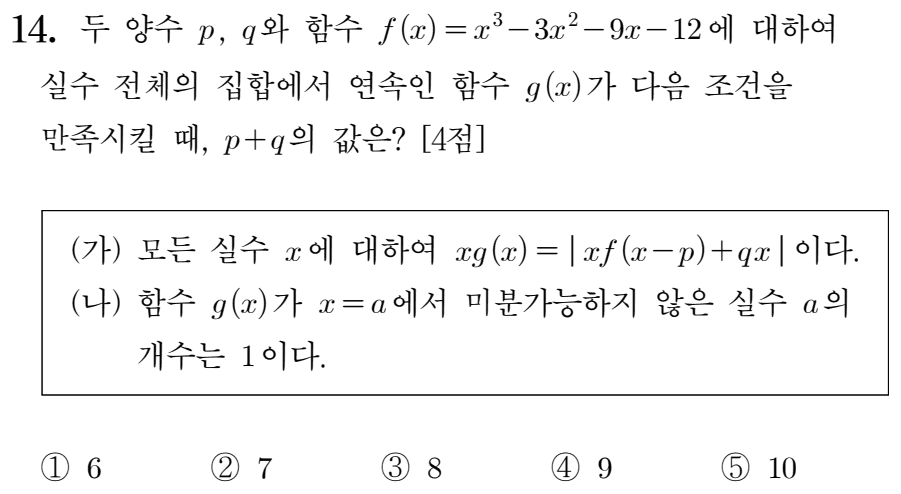 14. 두 양수 p, q와 함수 f(x)=x³-3x²-9x-12에 대하여
실수 전체의 집합에서 연속인 함수 g(x)가 다음 조건을
만족시킬 때, p+q의 값은? [4점]
(가) 모든 실수 x에 대하여 xg(x)=|xf(x-p)+qx|이다.
(나) 함수 g(x)가 x=a에서 미분가능하지 않은 실수 a의
개수는 1이다.
① 6 ② 7 ③ 8 ④ 9 ⑤ 10